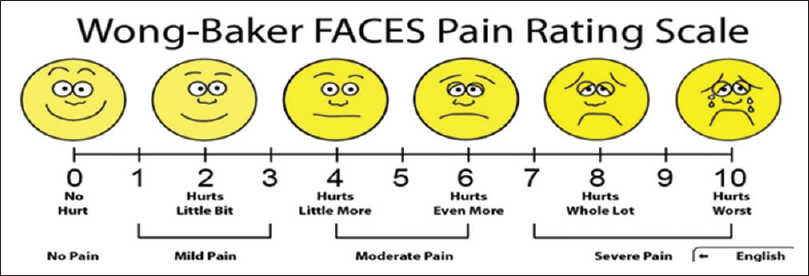 Wong-Baker FACES Pain Rating Scale
0 1 2 3 4 5 6 7 8 9 10
No Hurt Hurts Little Bit Hurts Little More Hurts Even More Hurts Whole Lot Hurts Worst
No Pain Mild Pain Moderate Pain Severe Pain ← English